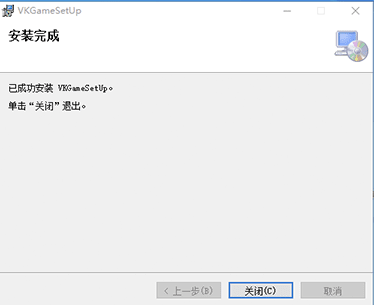 VKGameSetUp
安装完成
已成功安装 VKGameSetUp。
单击“关闭”退出。
< 上一步(B)
关闭(C)
取消